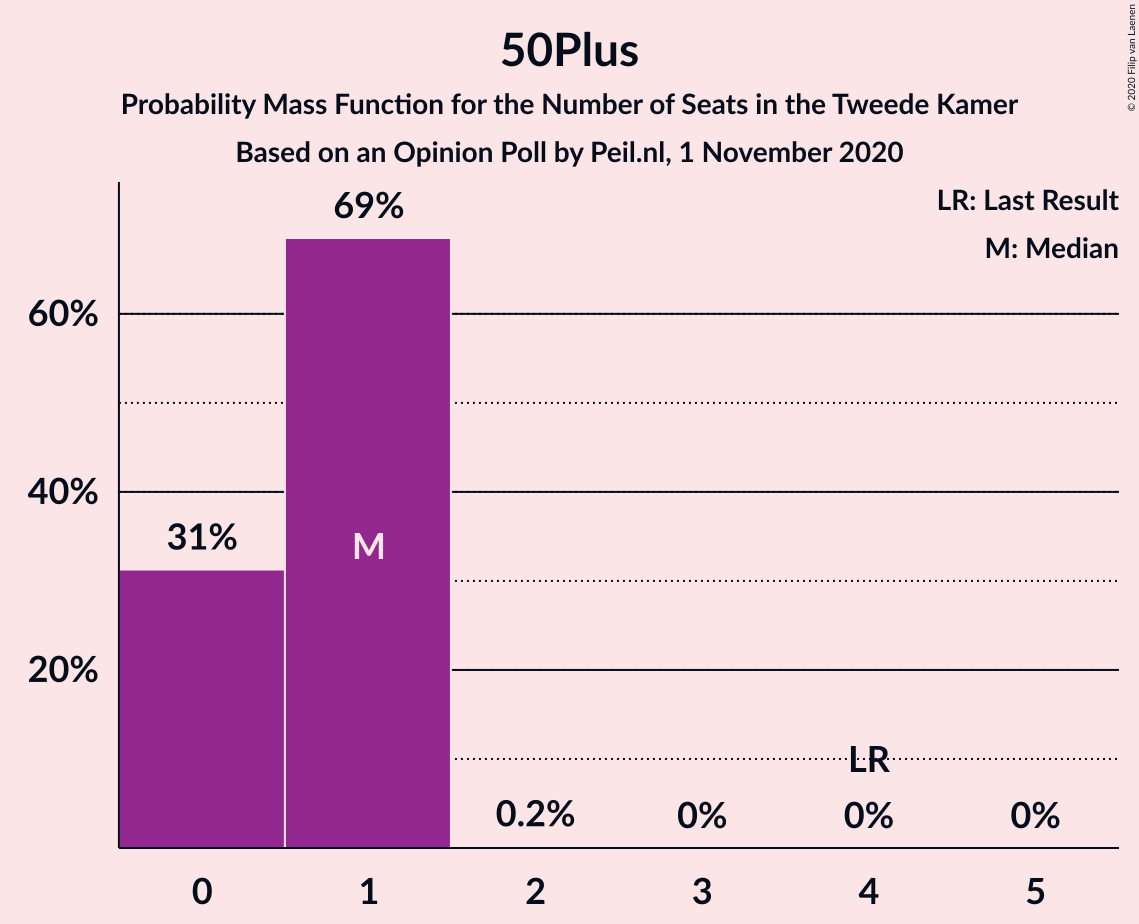 50Plus
Probability Mass Function for the Number of Seats in the Tweede Kamer
Based on an Opinion Poll by Peil.nl, 1 November 2020
© 2020 Filip van Laenen
LR: Last Result
M: Median
69%
60%
40%
31%
M
20%
LR
0.2%
0%
0%
0%
0
1
2
3
4
5